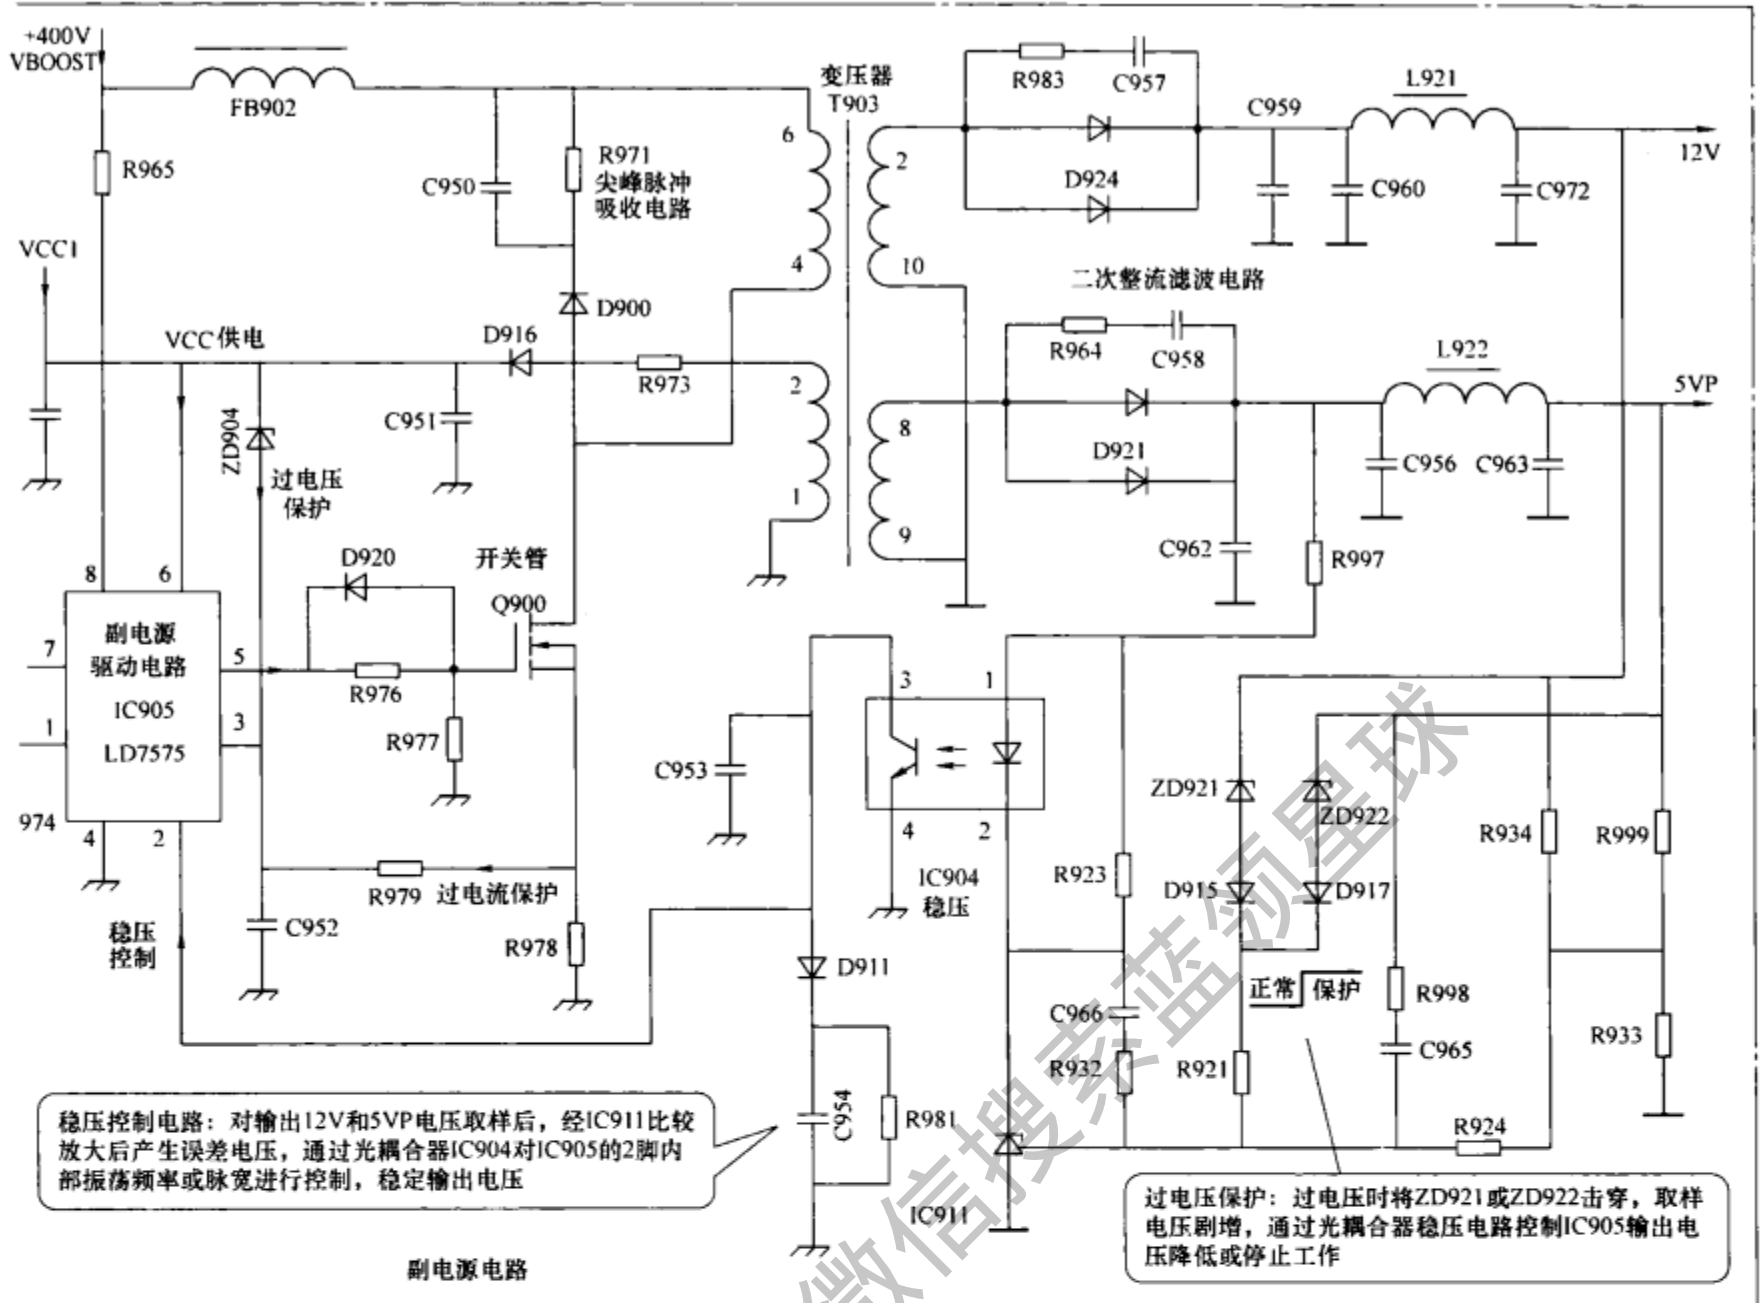 +400V
VBOOST
FB902
R965
C950
R971
尖峰脉冲
吸收电路
变压器
T903
6
4
2
10
R983
C957
D924
C959
L921
12V
C960
C972
VCC1
VCC供电
D916
D900
R973
2
1
二次整流滤波电路
R964
C958
D921
L922
5VP
8
9
C956
C963
C962
R997
ZD904
过电压
保护
C951
D920
开关管
Q900
8
6
7
5
1
3
4
2
副电源
驱动电路
IC905
LD7575
974
R976
R977
R979
过电流保护
C952
R978
稳压
控制
C953
3
1
4
2
IC904
稳压
R923
ZD921
ZD922
D915
D917
R934
R999
D911
C966
正常
保护
R998
C965
R933
R932
R921
C954
R981
R924
IC911
稳压控制电路：对输出12V和5VP电压取样后，经IC911比较
放大后产生误差电压，通过光耦合器IC904对IC905的2脚内
部振荡频率或脉宽进行控制，稳定输出电压
过电压保护：过电压时将ZD921或ZD922击穿，取样
电压剧增，通过光耦合器稳压电路控制IC905输出电
压降低或停止工作
副电源电路
微信搜索蓝领星球